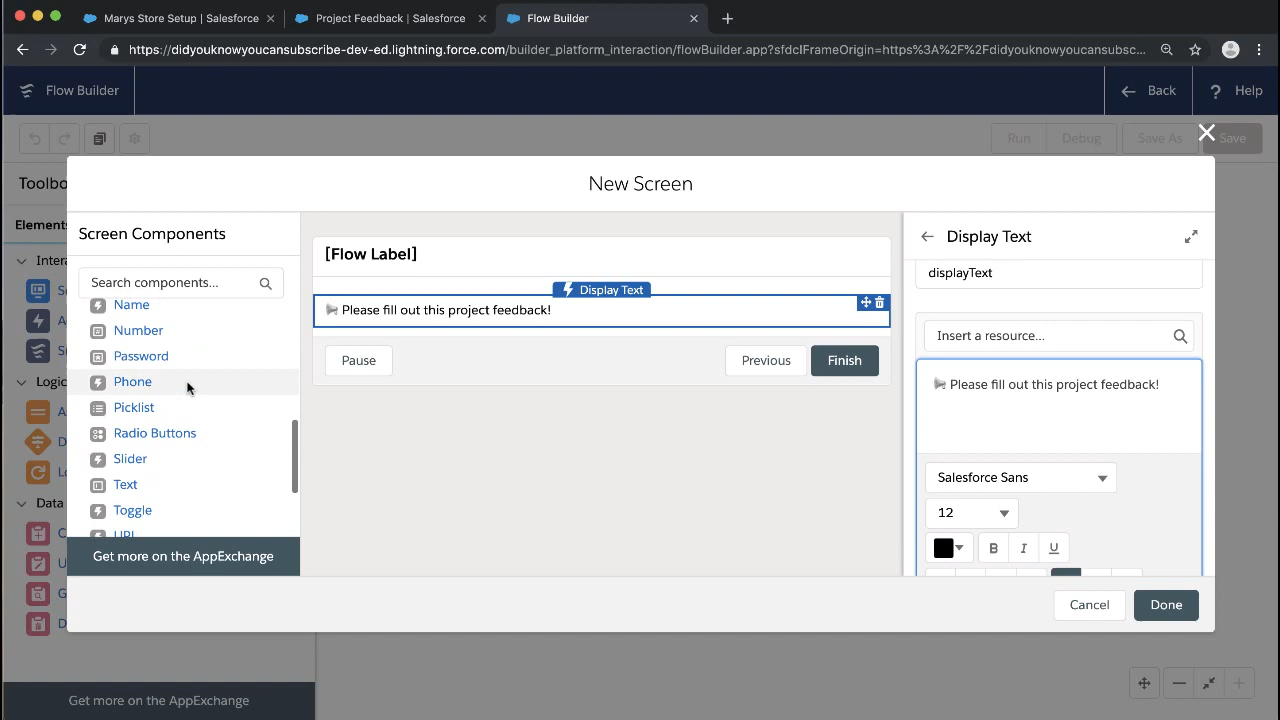 Marys Store Setup | Salesforce
Project Feedback | Salesforce
Flow Builder
https://didyouknowyoucansubscribe-dev-ed.lightning.force.com/builder_platform_interaction/flowBuilder.app?sfdcIFrameOrigin=https%3A%2F%2Fdidyouknowyoucansubsc...
Flow Builder
Back
Help
Run
Debug
Save As
Save
Toolbo
New Screen
Elements
Screen Components
[Flow Label]
Display Text
Search components...
Display Text
displayText
Name
Please fill out this project feedback!
Number
Insert a resource...
Password
Pause
Previous
Finish
Phone
Please fill out this project feedback!
Logic
Picklist
Radio Buttons
Slider
Salesforce Sans
Text
Data
Toggle
12
URL
B I U
Get more on the AppExchange
Cancel
Done
Get more on the AppExchange